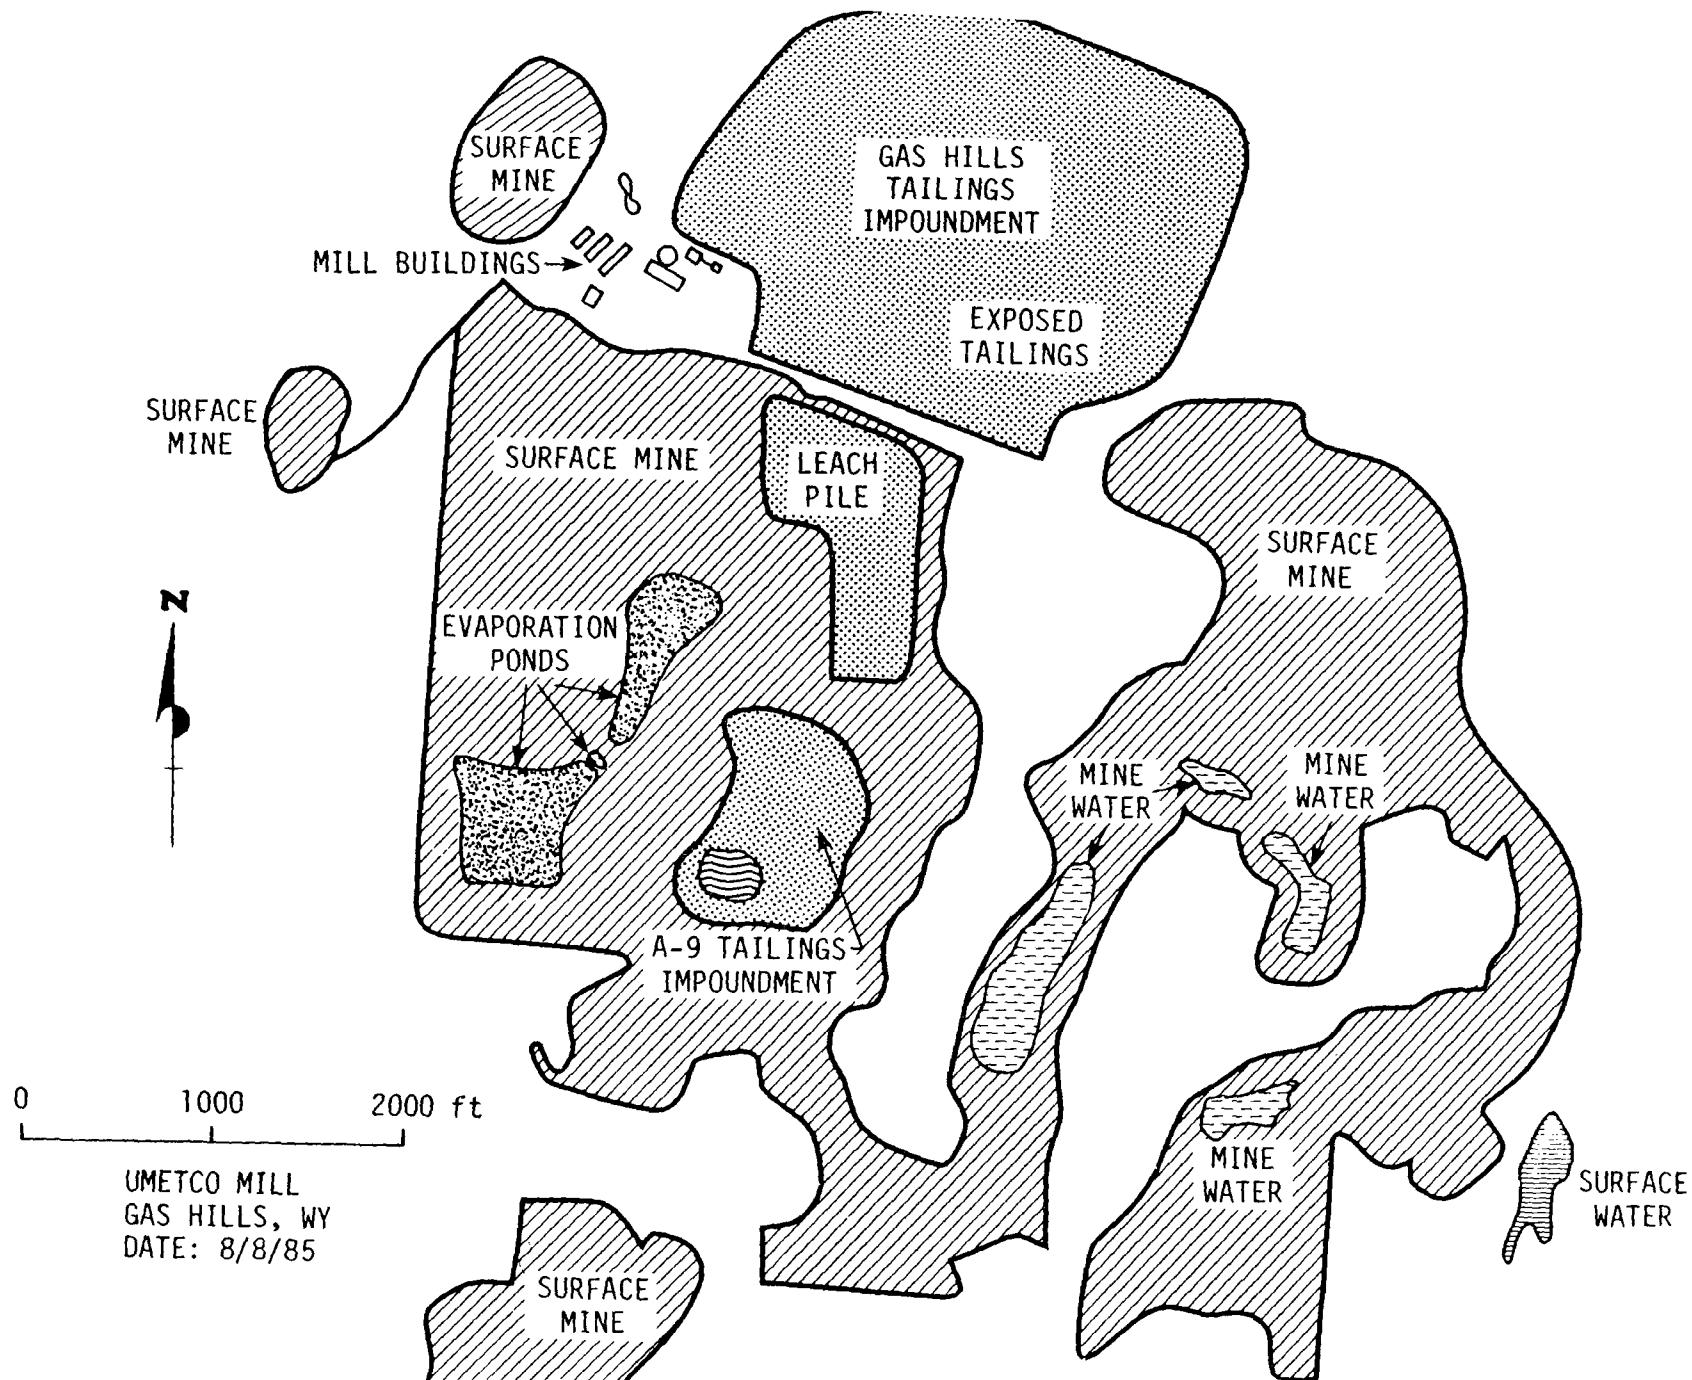 SURFACE
MINE
GAS HILLS
TAILINGS
IMPOUNDMENT
MILL BUILDINGS
EXPOSED
TAILINGS
SURFACE
MINE
SURFACE MINE
LEACH
PILE
SURFACE
MINE
N
EVAPORATION
PONDS
MINE
WATER
MINE
WATER
A-9 TAILINGS
IMPOUNDMENT
0 1000 2000 ft
MINE
WATER
SURFACE
WATER
UMETCO MILL
GAS HILLS, WY
DATE: 8/8/85
SURFACE
MINE